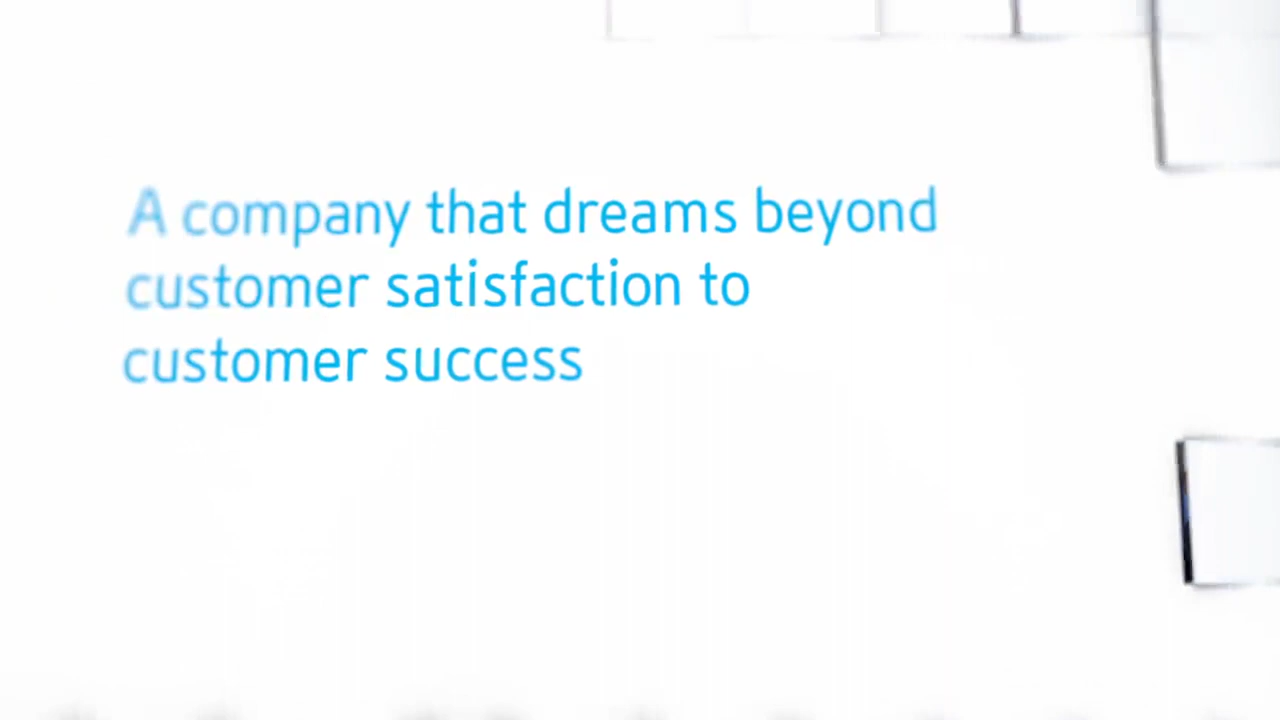 A company that dreams beyond
customer satisfaction to
customer success